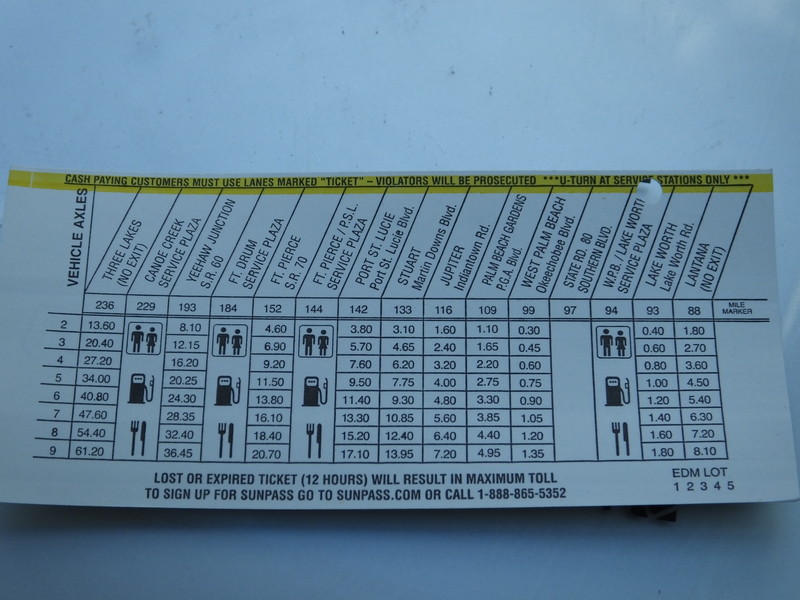 CASH PAYING CUSTOMERS MUST USE LANES MARKED "TICKET" – VIOLATORS WILL BE PROSECUTED ***U-TURN AT SERVICE STATIONS ONLY ***
VEHICLE AXLES
THREE LAKES
(NO EXIT)
CANOE CREEK
SERVICE PLAZA
YEEHAW JUNCTION
S.R. 60
FT. DRUM
SERVICE PLAZA
FT. PIERCE
S.R. 70
FT. PIERCE / P.S.L.
SERVICE PLAZA
PORT ST. LUCIE
Port St. Lucie Blvd.
STUART
Martin Downs Blvd.
JUPITER
Indiantown Rd.
PALM BEACH GARDENS
P.G.A. Blvd.
WEST PALM BEACH
Okeechobee Blvd.
STATE RD. 80
SOUTHERN BLVD.
W.P.B / LAKE WORTH
SERVICE PLAZA
LAKE WORTH
Lake Worth Rd.
LANTANA
(NO EXIT)
236 229 193 184 152 144 142 133 116 109 99 97 94 93 88 MILE MARKER
2 13.60 8.10 4.60 3.80 3.10 1.60 1.10 0.30 0.40 1.80
3 20.40 12.15 6.90 5.70 4.65 2.40 1.65 0.45 0.60 2.70
4 27.20 16.20 9.20 7.60 6.20 3.20 2.20 0.60 0.80 3.60
5 34.00 20.25 11.50 9.50 7.75 4.00 2.75 0.75 1.00 4.50
6 40.80 24.30 13.80 11.40 9.30 4.80 3.30 0.90 1.20 5.40
7 47.60 28.35 16.10 13.30 10.85 5.60 3.85 1.05 1.40 6.30
8 54.40 32.40 18.40 15.20 12.40 6.40 4.40 1.20 1.60 7.20
9 61.20 36.45 20.70 17.10 13.95 7.20 4.95 1.35 1.80 8.10
LOST OR EXPIRED TICKET (12 HOURS) WILL RESULT IN MAXIMUM TOLL
TO SIGN UP FOR SUNPASS GO TO SUNPASS.COM OR CALL 1-888-865-5352
EDM LOT
1 2 3 4 5